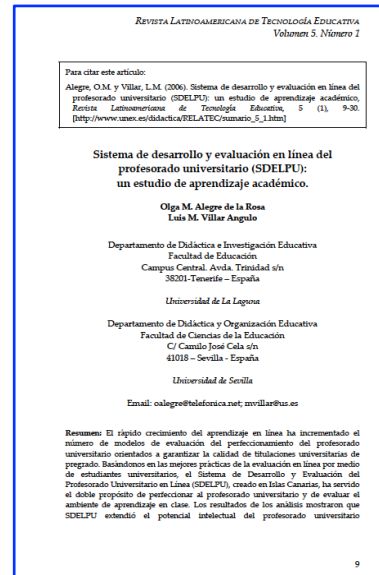 REVISTA LATINOAMERICANA DE TECNOLOGÍA EDUCATIVA
Volumen 5. Número 1
Para citar este artículo:
Alegre, O.M. y Villar, L.M. (2006). Sistema de desarrollo y evaluación en línea del
profesorado universitario (SDELPU): un estudio de aprendizaje académico,
Revista Latinoamericana de Tecnología Educativa, 5 (1), 9-30.
[http://www.unex.es/didactica/RELATEC/sumario_5_1.htm]
Sistema de desarrollo y evaluación en línea del
profesorado universitario (SDELPU):
un estudio de aprendizaje académico.
Olga M. Alegre de la Rosa
Luis M. Villar Angulo
Departamento de Didáctica e Investigación Educativa
Facultad de Educación
Campus Central. Avda. Trinidad s/n
38201-Tenerife – España
Universidad de La Laguna
Departamento de Didáctica y Organización Educativa
Facultad de Ciencias de la Educación
C/ Camilo José Cela s/n
41018 – Sevilla - España
Universidad de Sevilla
Email: oalegre@telefonica.net; mvillar@us.es
Resumen: El rápido crecimiento del aprendizaje en línea ha incrementado el
número de modelos de evaluación del perfeccionamiento del profesorado
universitario orientados a garantizar la calidad de titulaciones universitarias de
pregrado. Basándonos en las mejores prácticas de la evaluación en línea por medio
de estudiantes universitarios, el Sistema de Desarrollo y Evaluación del
Profesorado Universitario en Línea (SDELPU), creado en Islas Canarias, ha servido
el doble propósito de perfeccionar al profesorado universitario y de evaluar el
ambiente de aprendizaje en clase. Los resultados de los análisis mostraron que
SDELPU extendió el potencial intelectual del profesorado universitario
9